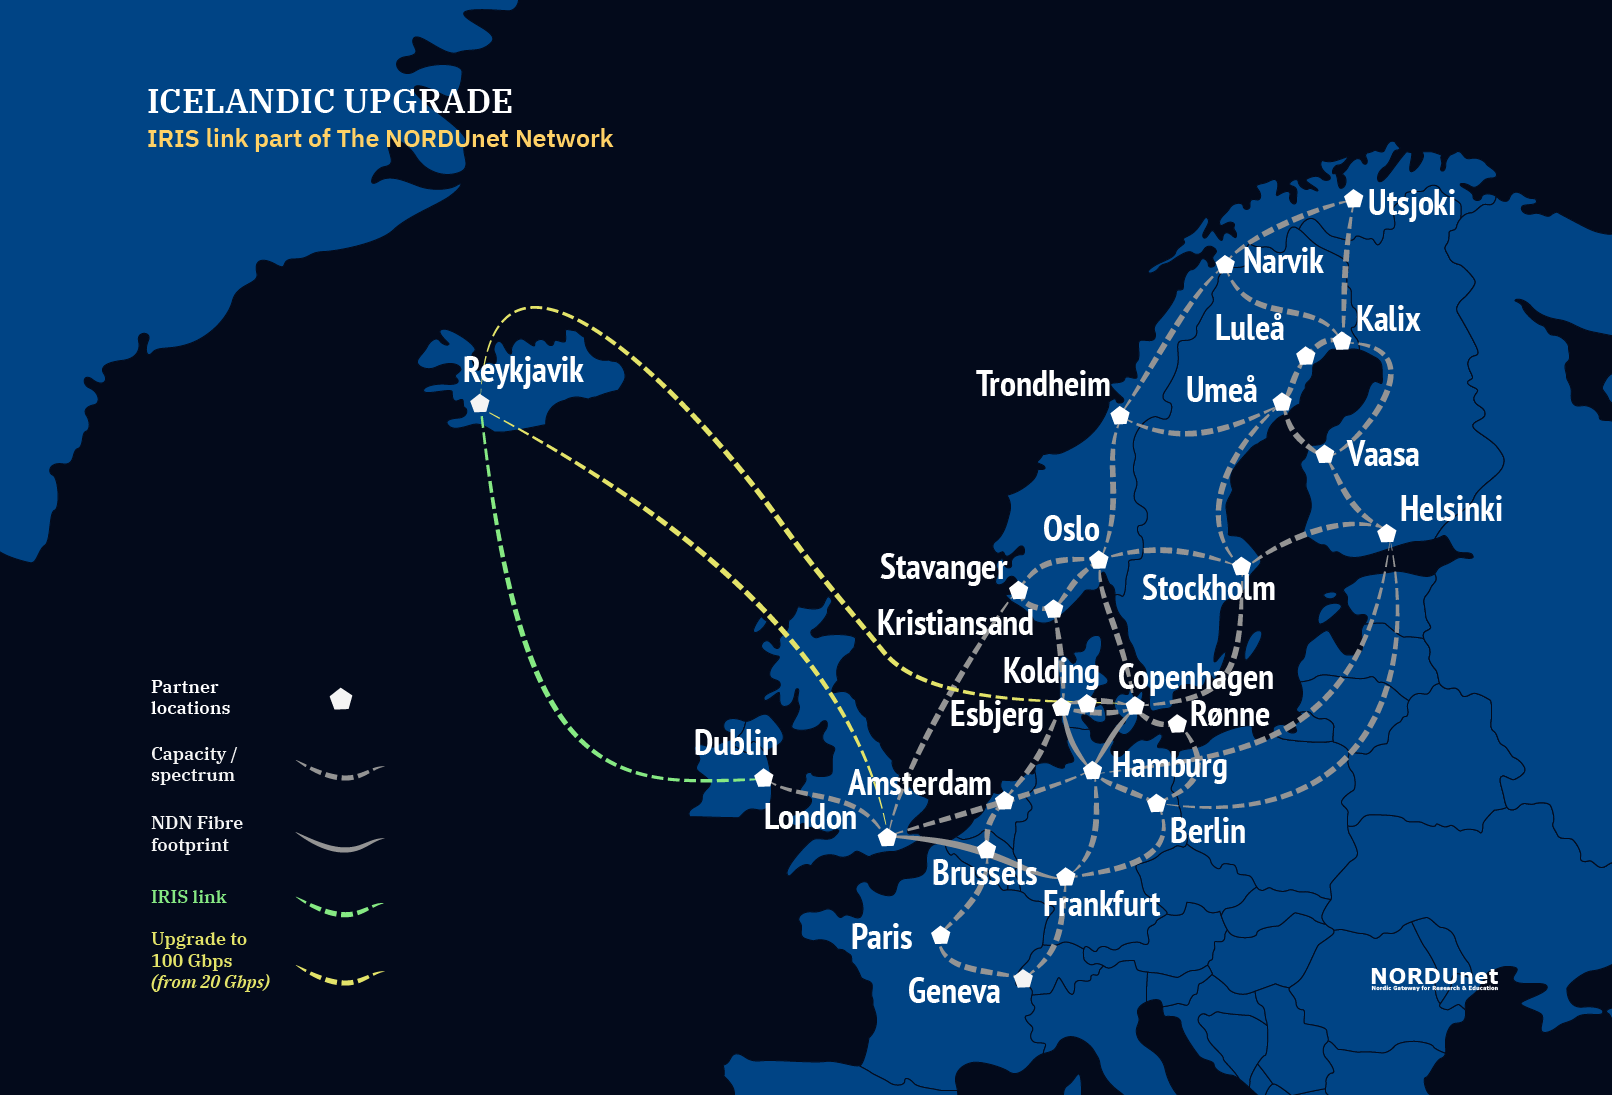 ICELANDIC UPGRADE
IRIS link part of The NORDUnet Network
Utsjoki
Narvik
Kalix
Luleå
Reykjavik
Trondheim
Umeå
Vaasa
Helsinki
Oslo
Stavanger
Stockholm
Kristiansand
Kolding
Copenhagen
Esbjerg
Rønne
Dublin
Hamburg
Amsterdam
London
Berlin
Brussels
Frankfurt
Paris
Geneva
Partner
locations
Capacity /
spectrum
NDN Fibre
footprint
IRIS link
Upgrade to
100 Gbps
(from 20 Gbps)
NORDUnet
Nordic Gateway for Research & Education